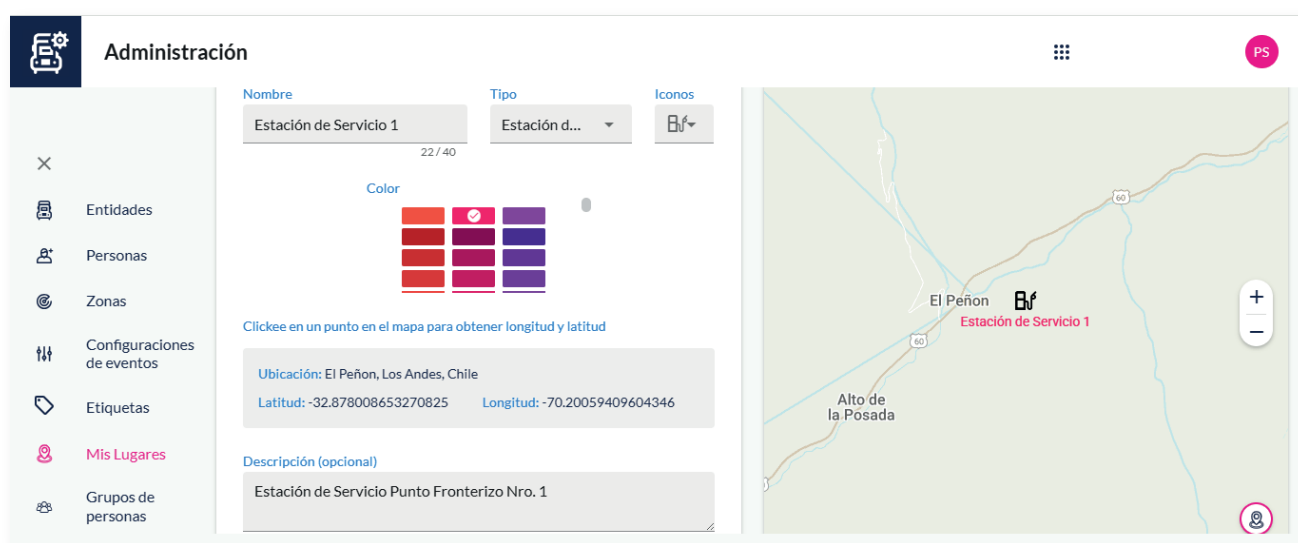 Administración
PS
Nombre
Tipo
Iconos
Estación de Servicio 1
Estación d...
22 / 40
Color
Entidades
Personas
Zonas
Configuraciones
de eventos
Etiquetas
Mis Lugares
Grupos de
personas
Clickee en un punto en el mapa para obtener longitud y latitud
Ubicación: El Peñon, Los Andes, Chile
Latitud: -32.878008653270825 Longitud: -70.20059409604346
Descripción (opcional)
Estación de Servicio Punto Fronterizo Nro. 1
60
El Peñon
Estación de Servicio 1
60
Alto de
la Posada
+
−